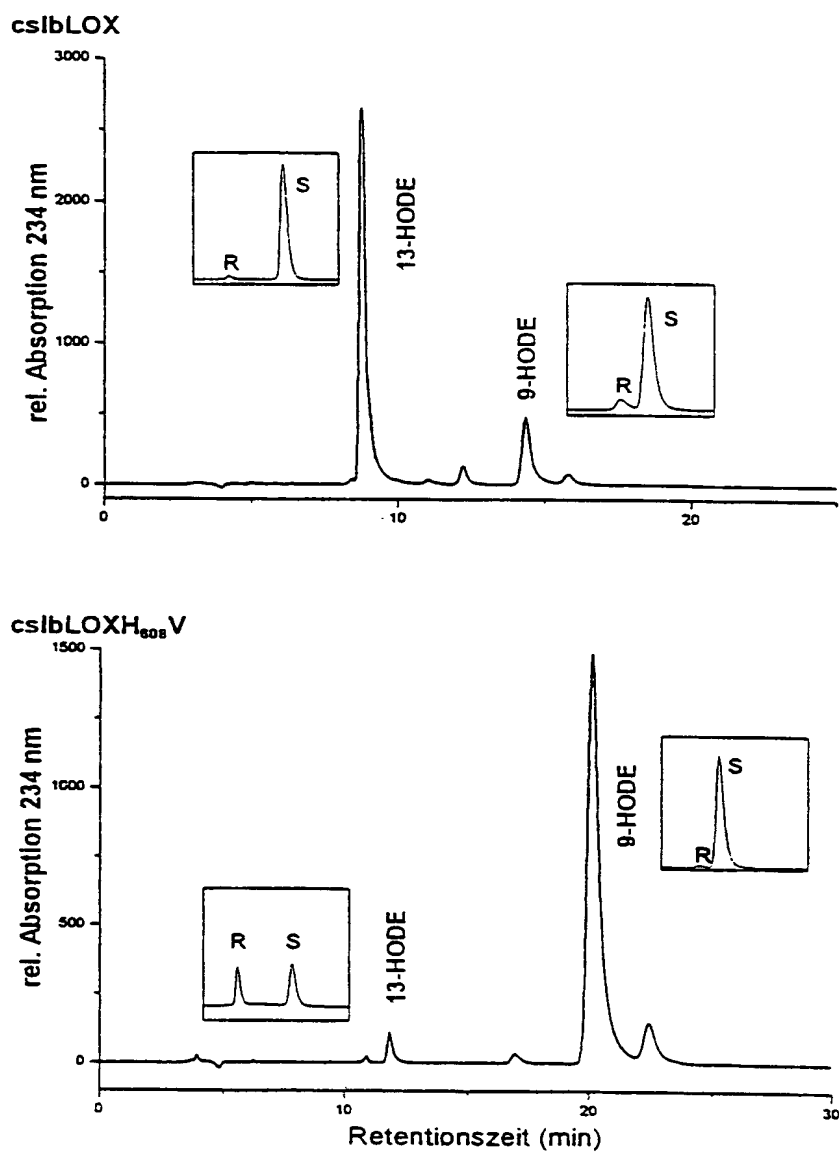 cslbLOX
3000
2000
1000
0
rel. Absorption 234 nm
R
S
13-HODE
9-HODE
R
S
0
10
20
cslbLOXH₆₀₈V
1500
1000
500
0
rel. Absorption 234 nm
R
S
13-HODE
9-HODE
R
S
0
10
20
30
Retentionszeit (min)